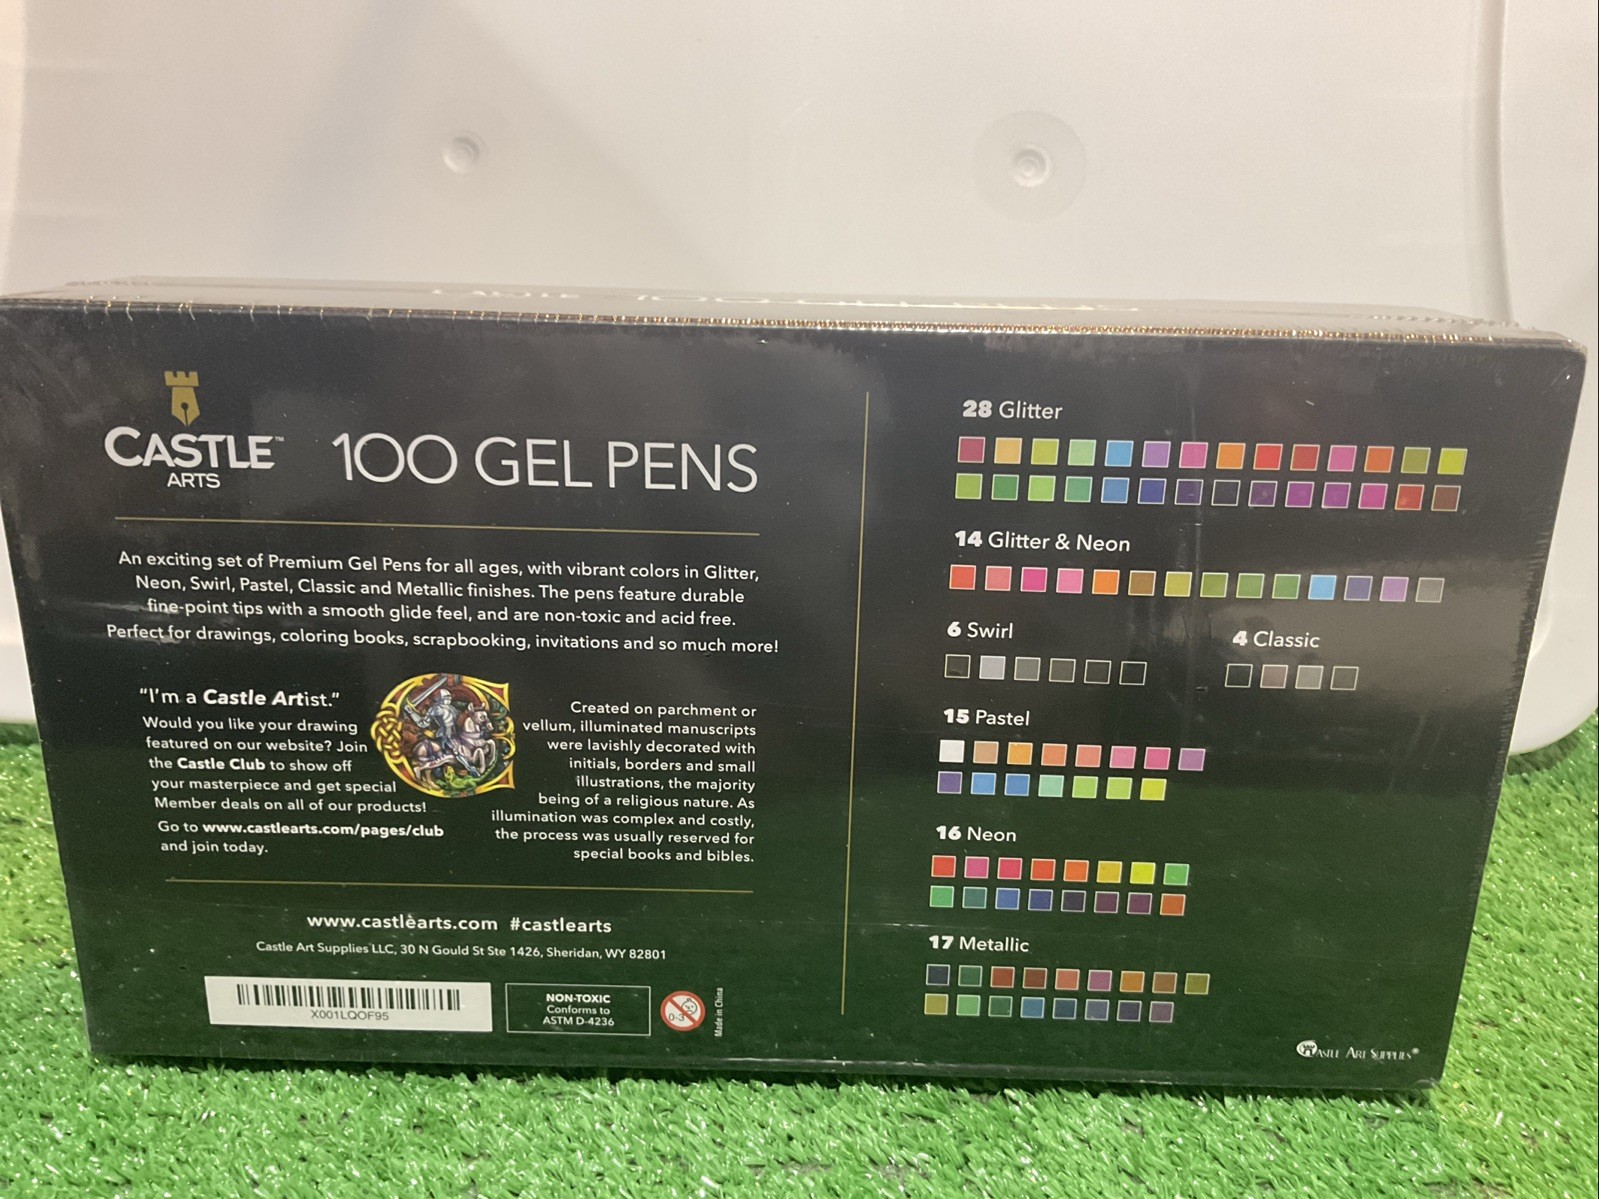 CASTLE™
ARTS
100 GEL PENS
An exciting set of Premium Gel Pens for all ages, with vibrant colors in Glitter,
Neon, Swirl, Pastel, Classic and Metallic finishes. The pens feature durable
fine-point tips with a smooth glide feel, and are non-toxic and acid free.
Perfect for drawings, coloring books, scrapbooking, invitations and so much more!
"I'm a Castle Artist."
Would you like your drawing
featured on our website? Join
the Castle Club to show off
your masterpiece and get special
Member deals on all of our products!
Go to www.castlearts.com/pages/club
and join today.
Created on parchment or
vellum, illuminated manuscripts
were lavishly decorated with
initials, borders and small
illustrations, the majority
being of a religious nature. As
illumination was complex and costly,
the process was usually reserved for
special books and bibles.
www.castlearts.com #castlearts
Castle Art Supplies LLC, 30 N Gould St Ste 1426, Sheridan, WY 82801
X001LQOF95
NON-TOXIC
Conforms to
ASTM D-4236
0-3
Made in China
28 Glitter
14 Glitter & Neon
6 Swirl
4 Classic
15 Pastel
16 Neon
17 Metallic
CASTLE ART SUPPLIES®